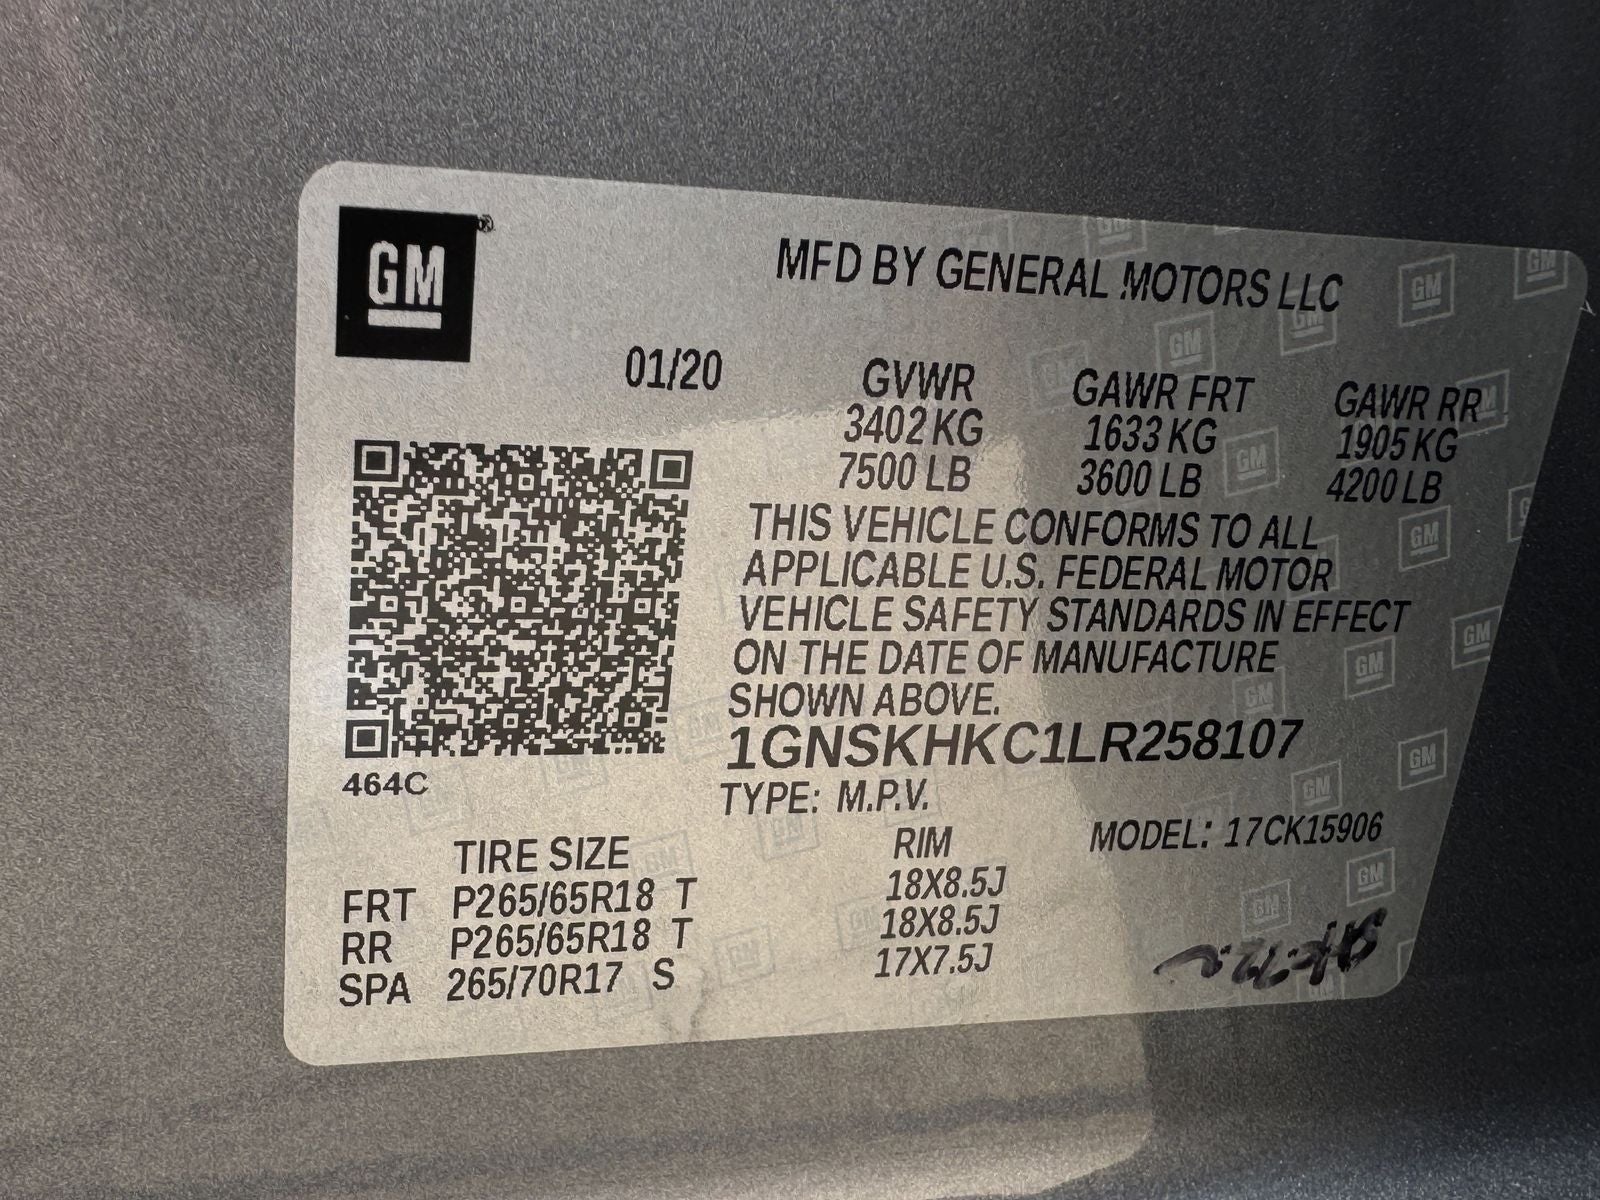 GM®
MFD BY GENERAL MOTORS LLC
01/20
GVWR GAWR FRT GAWR RR
3402 KG 1633 KG 1905 KG
7500 LB 3600 LB 4200 LB
THIS VEHICLE CONFORMS TO ALL
APPLICABLE U.S. FEDERAL MOTOR
VEHICLE SAFETY STANDARDS IN EFFECT
ON THE DATE OF MANUFACTURE
SHOWN ABOVE.
1GNSKHKC1LR258107
464C
TYPE: M.P.V.
MODEL: 17CK15906
TIRE SIZE RIM
FRT P265/65R18 T 18X8.5J
RR P265/65R18 T 18X8.5J
SPA 265/70R17 S 17X7.5J